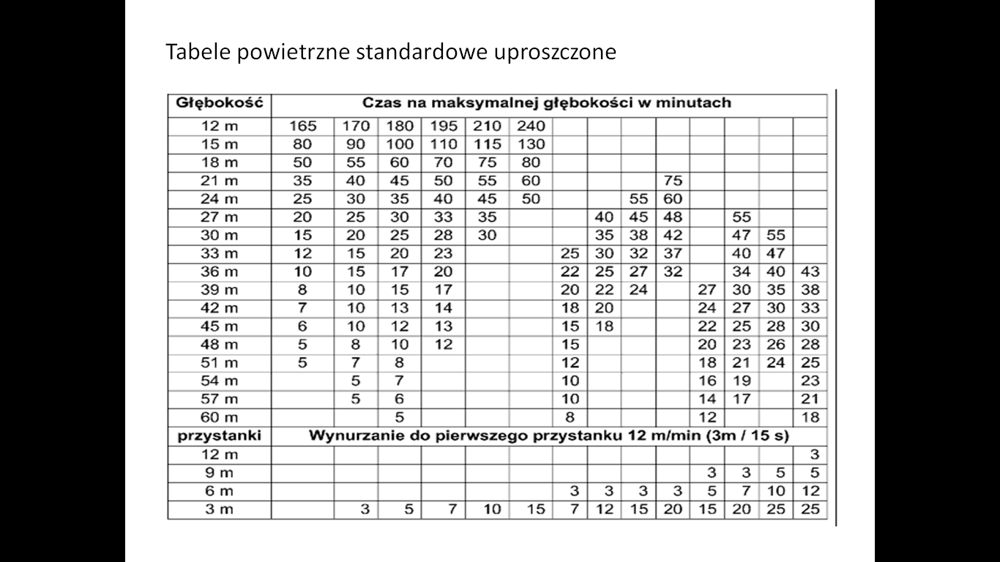 Tabele powietrzne standardowe uproszczone
Głębokość Czas na maksymalnej głębokości w minutach
12 m 165 170 180 195 210 240
15 m 80 90 100 110 115 130
18 m 50 55 60 70 75 80
21 m 35 40 45 50 55 60 75
24 m 25 30 35 40 45 50 55 60
27 m 20 25 30 33 35 40 45 48 55
30 m 15 20 25 28 30 35 38 42 47 55
33 m 12 15 20 23 25 30 32 37 40 47
36 m 10 15 17 20 22 25 27 32 34 40 43
39 m 8 10 15 17 20 22 24 27 30 35 38
42 m 7 10 13 14 18 20 24 27 30 33
45 m 6 10 12 13 15 18 22 25 28 30
48 m 5 8 10 12 15 20 23 26 28
51 m 5 7 8 12 18 21 24 25
54 m 5 7 10 16 19 23
57 m 5 6 10 14 17 21
60 m 5 8 12 18
przystanki Wynurzanie do pierwszego przystanku 12 m/min (3m / 15 s)
12 m 3
9 m 3 3 5 5
6 m 3 3 3 3 5 7 10 12
3 m 3 5 7 10 15 7 12 15 20 15 20 25 25